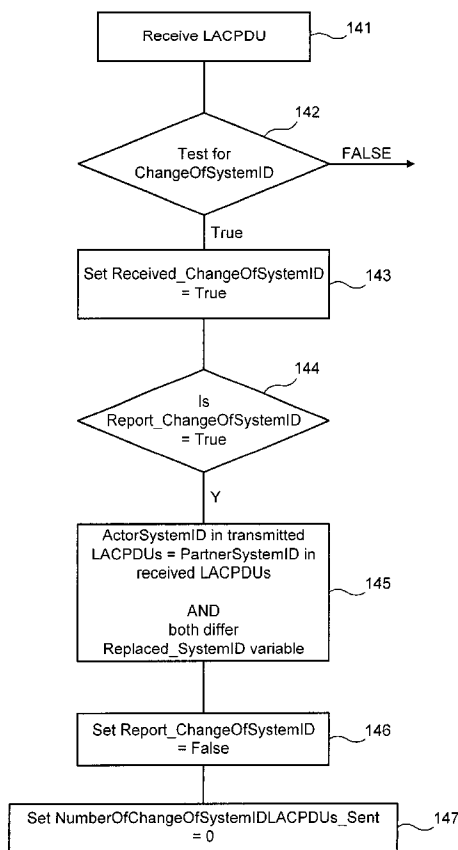 Receive LACPDU
141
142
Test for
ChangeOfSystemID
FALSE
True
Set Received_ChangeOfSystemID
= True
143
144
Is
Report_ChangeOfSystemID
= True
Y
ActorSystemID in transmitted
LACPDUs = PartnerSystemID in
received LACPDUs
AND
both differ
Replaced_SystemID variable
145
Set Report_ChangeOfSystemID
= False
146
Set NumberOfChangeOfSystemIDLACPDUs_Sent
= 0
147